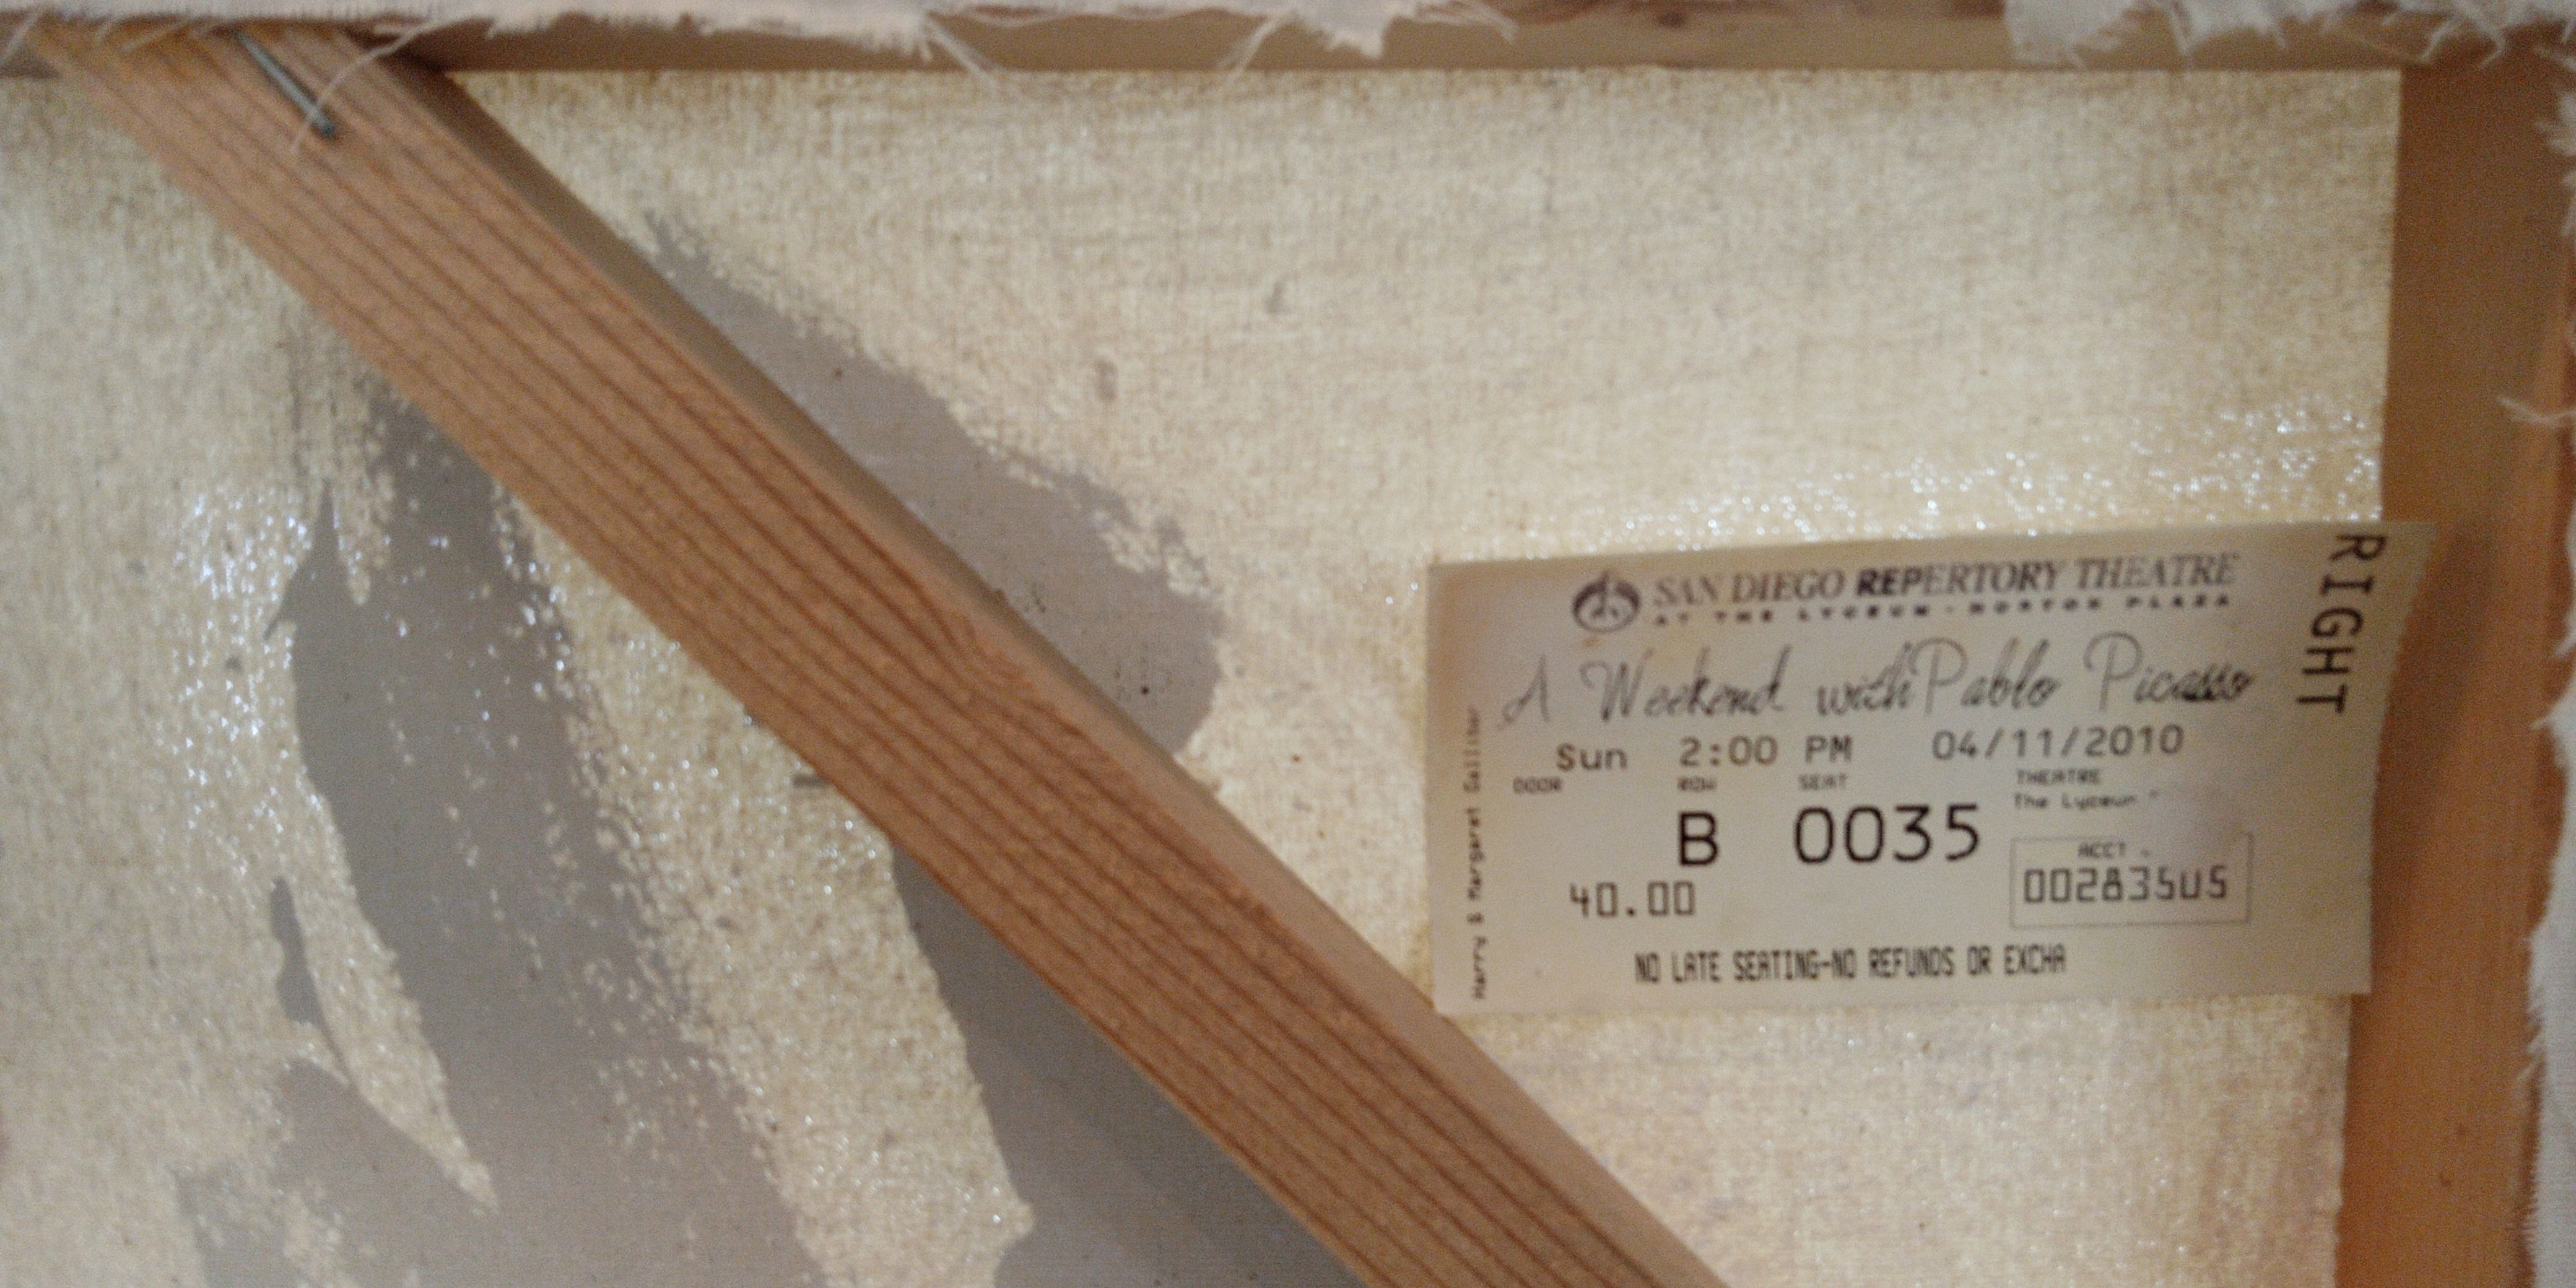 SAN DIEGO REPERTORY THEATRE
AT THE LYCEUM · HORTON PLAZA
A Weekend with Pablo Picasso
Sun 2:00 PM 04/11/2010
DOOR ROW SEAT THEATRE
The Lyceum
B 0035
ACCT
40.00 002835US
NO LATE SEATING-NO REFUNDS OR EXCHA
RIGHT
Harry & Margaret